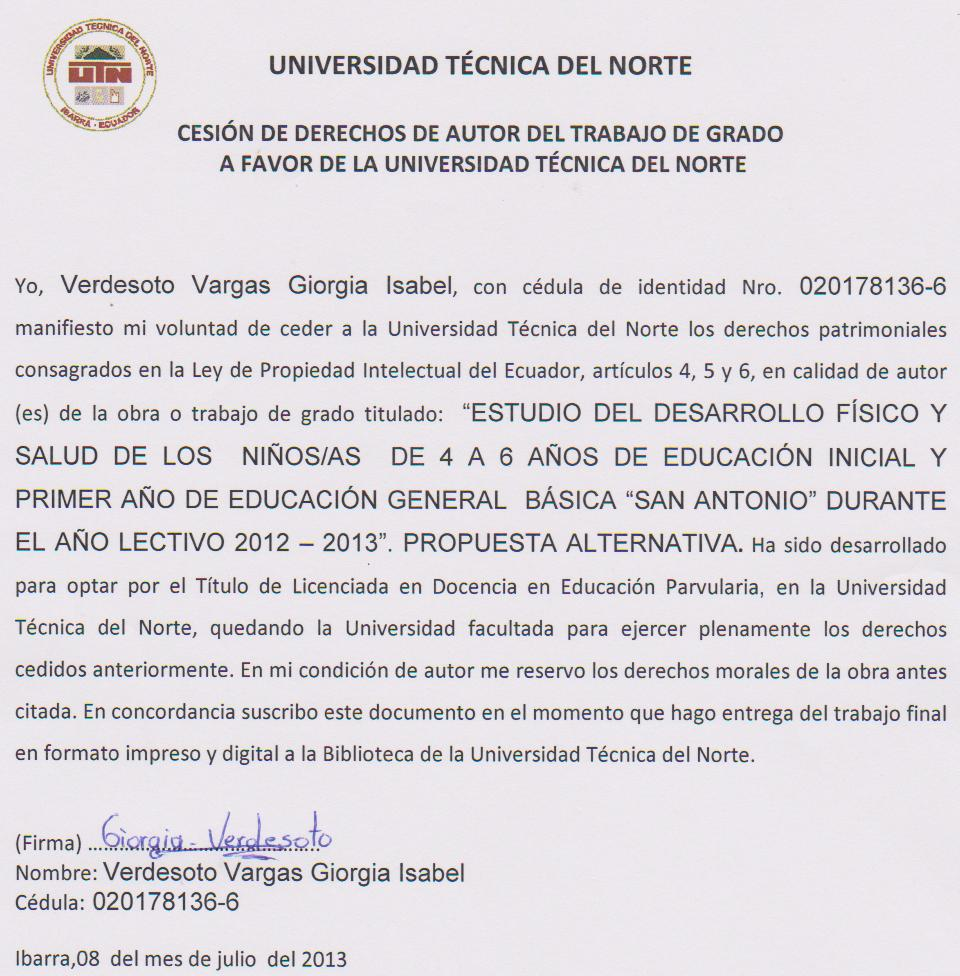 UNIVERSIDAD TECNICA DEL NORTE
UTN
IBARRA - ECUADOR
UNIVERSIDAD TÉCNICA DEL NORTE
CESIÓN DE DERECHOS DE AUTOR DEL TRABAJO DE GRADO
A FAVOR DE LA UNIVERSIDAD TÉCNICA DEL NORTE
Yo, Verdesoto Vargas Giorgia Isabel, con cédula de identidad Nro. 020178136-6
manifiesto mi voluntad de ceder a la Universidad Técnica del Norte los derechos patrimoniales
consagrados en la Ley de Propiedad Intelectual del Ecuador, artículos 4, 5 y 6, en calidad de autor
(es) de la obra o trabajo de grado titulado: “ESTUDIO DEL DESARROLLO FÍSICO Y
SALUD DE LOS NIÑOS/AS DE 4 A 6 AÑOS DE EDUCACIÓN INICIAL Y
PRIMER AÑO DE EDUCACIÓN GENERAL BÁSICA “SAN ANTONIO” DURANTE
EL AÑO LECTIVO 2012 – 2013”. PROPUESTA ALTERNATIVA. Ha sido desarrollado
para optar por el Título de Licenciada en Docencia en Educación Parvularia, en la Universidad
Técnica del Norte, quedando la Universidad facultada para ejercer plenamente los derechos
cedidos anteriormente. En mi condición de autor me reservo los derechos morales de la obra antes
citada. En concordancia suscribo este documento en el momento que hago entrega del trabajo final
en formato impreso y digital a la Biblioteca de la Universidad Técnica del Norte.
(Firma) Giorgia Verdesoto
Nombre: Verdesoto Vargas Giorgia Isabel
Cédula: 020178136-6
Ibarra,08 del mes de julio del 2013